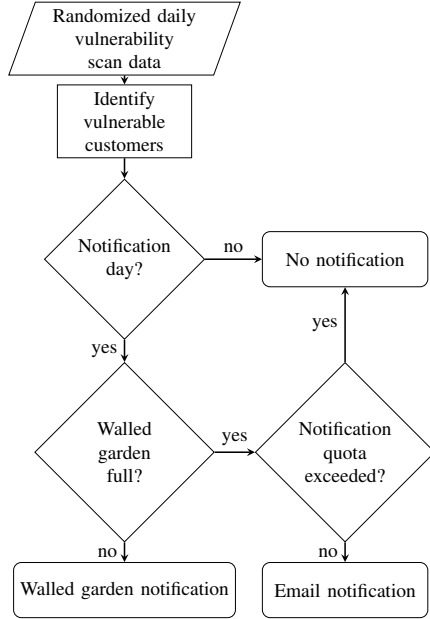 Randomized daily
vulnerability
scan data
Identify
vulnerable
customers
Notification
day?
no
No notification
yes
yes
Walled
garden
full?
yes
Notification
quota
exceeded?
no
no
Walled garden notification
Email notification